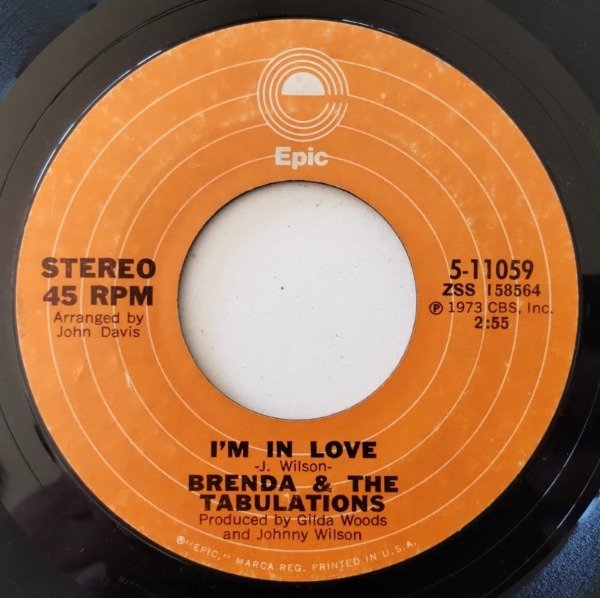 Epic
STEREO
45 RPM
Arranged by
John Davis
5-11059
ZSS 158564
Ⓟ 1973 CBS, Inc.
2:55
I'M IN LOVE
-J. Wilson-
BRENDA & THE
TABULATIONS
Produced by Gilda Woods
and Johnny Wilson
®"EPIC," MARCA REG. PRINTED IN U.S.A.